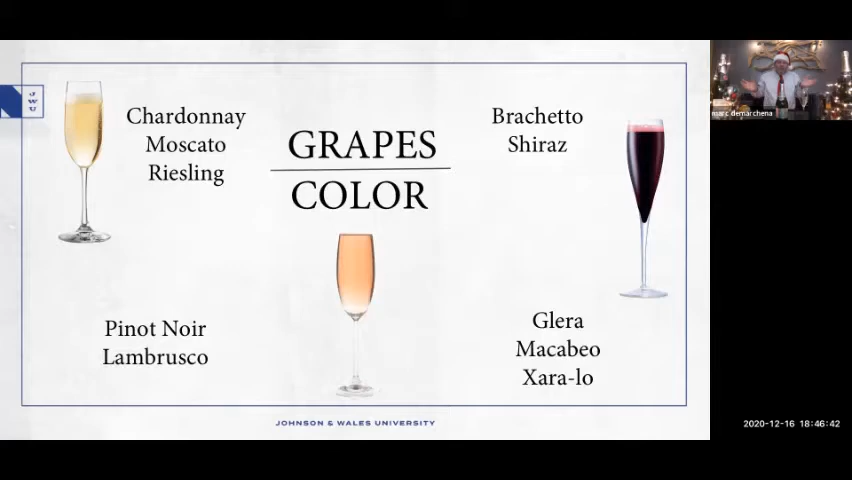 JWU
Chardonnay
Moscato
Riesling
GRAPES
COLOR
Brachetto
Shiraz
marc demarchena
Pinot Noir
Lambrusco
Glera
Macabeo
Xara-lo
JOHNSON & WALES UNIVERSITY
2020-12-16 18:46:42